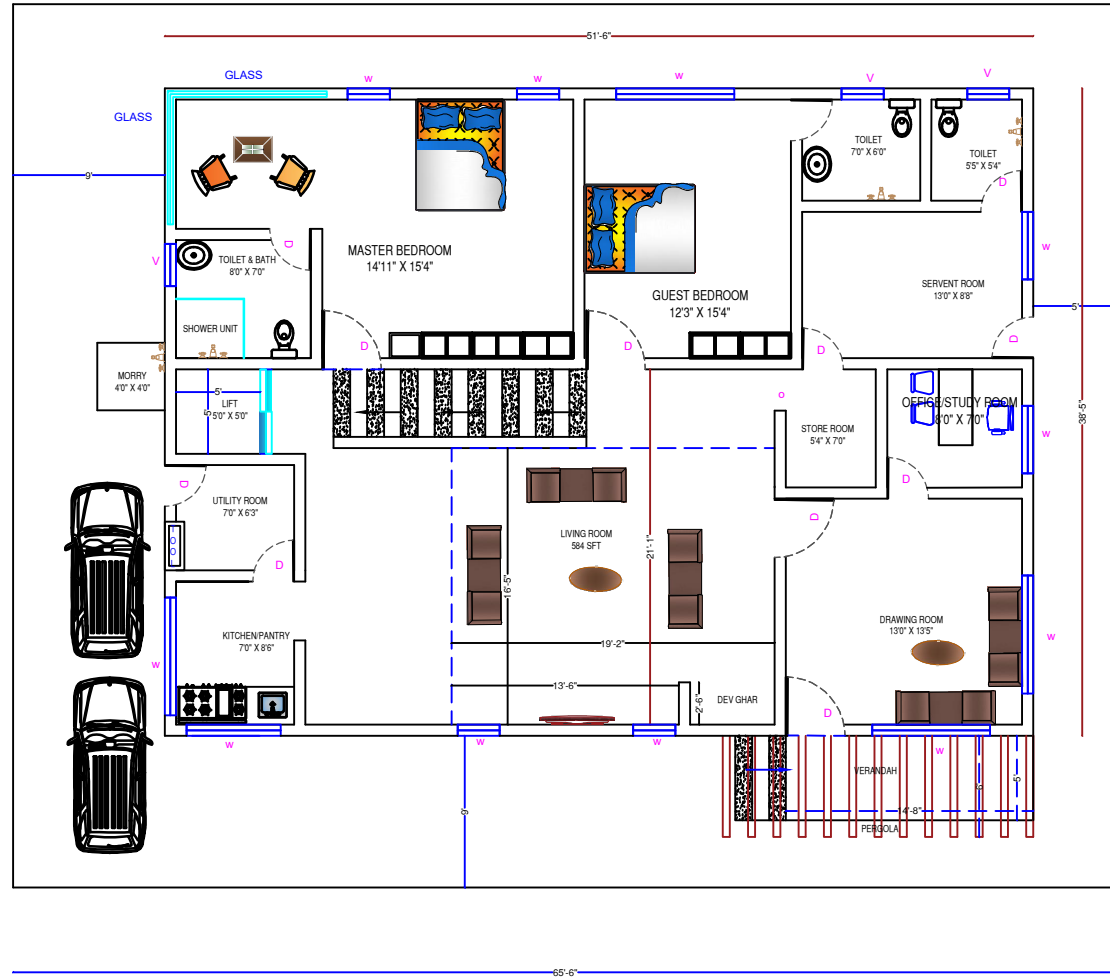 51'-6"
GLASS
w
w
w
V
V
GLASS
9'
TOILET
7'0" X 6'0"
TOILET
5'5" X 5'4"
D
D
V
TOILET & BATH
8'0" X 7'0"
MASTER BEDROOM
14'11" X 15'4"
w
SERVENT ROOM
13'0" X 8'8"
GUEST BEDROOM
12'3" X 15'4"
5'
SHOWER UNIT
D
D
D
MORRY
4'0" X 4'0"
5'
LIFT
5'0" X 5'0"
5'
o
OFFICE/STUDY ROOM
8'0" X 7'0"
38'-5"
STORE ROOM
5'4" X 7'0"
w
D
D
UTILITY ROOM
7'0" X 6'3"
D
LIVING ROOM
584 SFT
21'-1"
D
16'-5"
DRAWING ROOM
13'0" X 13'5"
KITCHEN/PANTRY
7'0" X 8'6"
19'-2"
w
w
13'-6"
2'-6"
DEV GHAR
D
w
w
w
w
VERANDAH
5'
6'
14'-8"
9'
PERGOLA
65'-6"